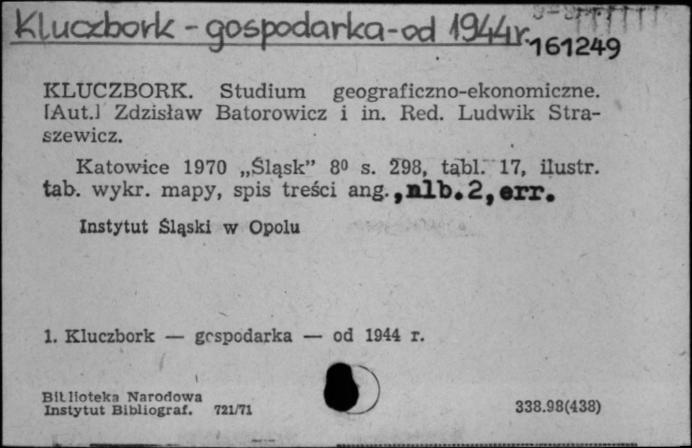 Kluczbork - gospodarka - od 1944 r.
161249
KLUCZBORK. Studium geograficzno-ekonomiczne.
[Aut.] Zdzisław Batorowicz i in. Red. Ludwik Stra-
szewicz.
Katowice 1970 „Śląsk” 8⁰ s. 298, tabl. 17, ilustr.
tab. wykr. mapy, spis treści ang., nlb. 2, err.
Instytut Śląski w Opolu
1. Kluczbork — gospodarka — od 1944 r.
Biblioteka Narodowa
Instytut Bibliograf. 721/71
338.98(438)